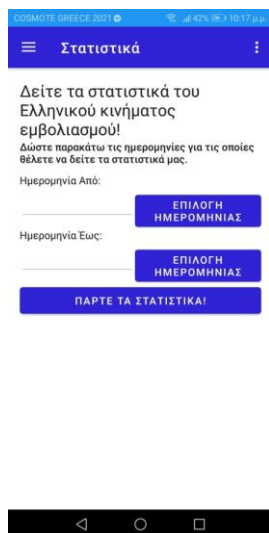 COSMOTE GREECE 2021 42% 10:17 μμ
Στατιστικά
Δείτε τα στατιστικά του
Ελληνικού κινήματος
εμβολιασμού!
Δώστε παρακάτω τις ημερομηνίες για τις οποίες
θέλετε να δείτε τα στατιστικά μας.
Ημερομηνία Από:
ΕΠΙΛΟΓΗ
ΗΜΕΡΟΜΗΝΙΑΣ
Ημερομηνία Έως:
ΕΠΙΛΟΓΗ
ΗΜΕΡΟΜΗΝΙΑΣ
ΠΑΡΤΕ ΤΑ ΣΤΑΤΙΣΤΙΚΑ!